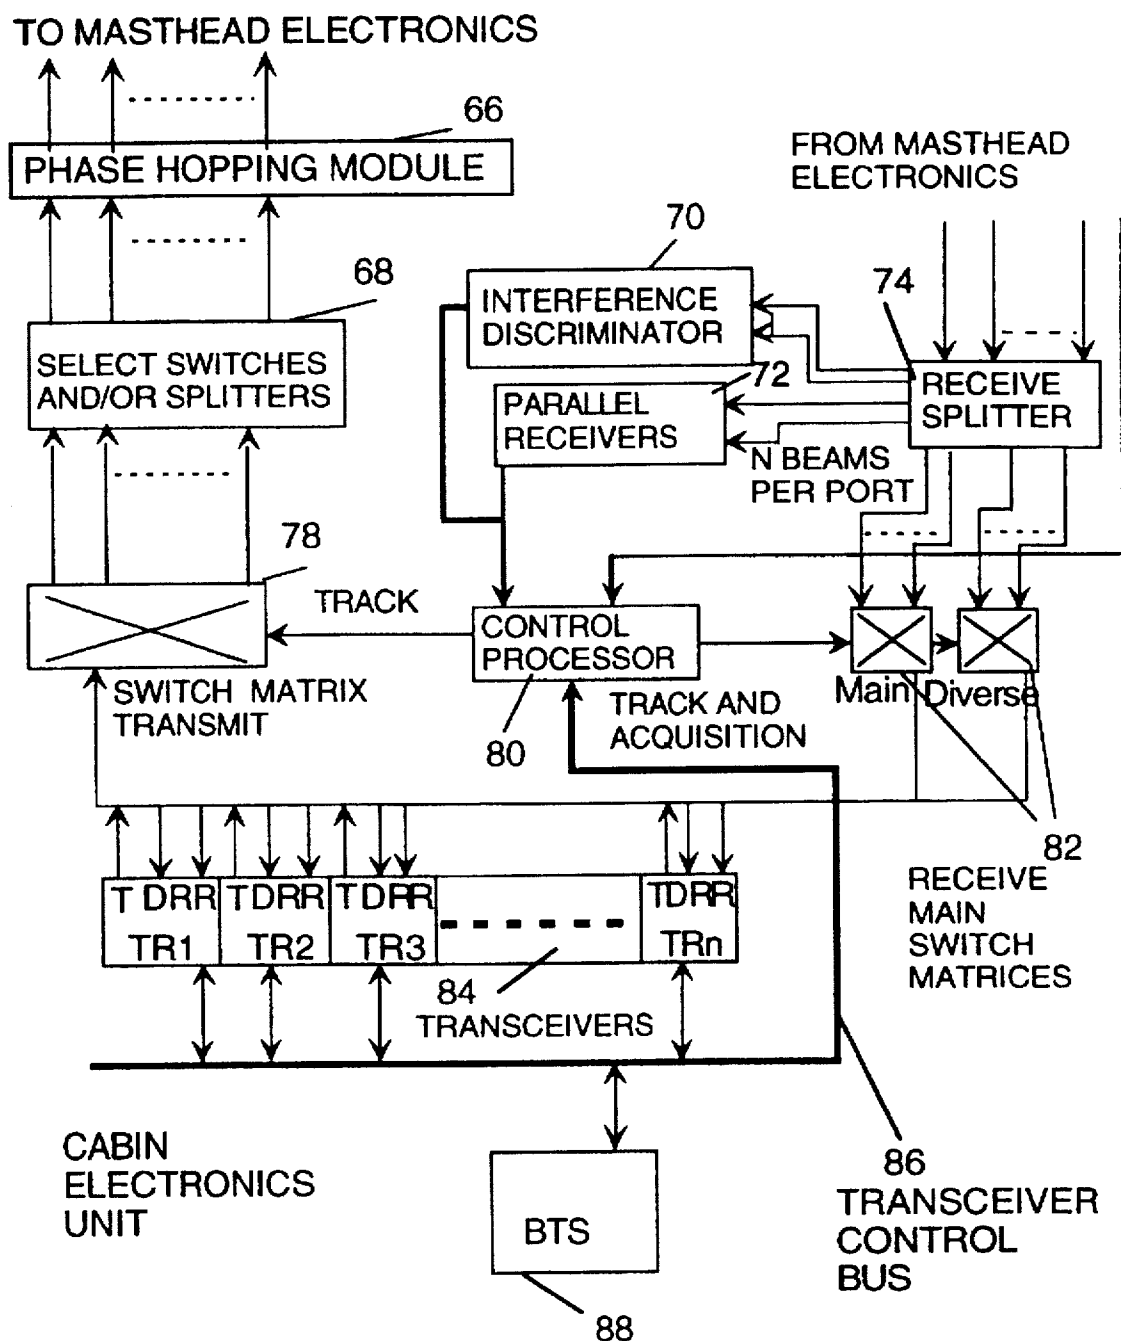 TO MASTHEAD ELECTRONICS
66
PHASE HOPPING MODULE
FROM MASTHEAD
ELECTRONICS
70
68
74
INTERFERENCE
DISCRIMINATOR
SELECT SWITCHES
AND/OR SPLITTERS
72
PARALLEL
RECEIVERS
RECEIVE
SPLITTER
N BEAMS
PER PORT
78
TRACK
CONTROL
PROCESSOR
SWITCH MATRIX
TRANSMIT
80
TRACK AND
ACQUISITION
Main
Diverse
82
RECEIVE
MAIN
SWITCH
MATRICES
T DRR
TR1
TDRR
TR2
TDRR
TR3
TDRR
TRn
84
TRANSCEIVERS
CABIN
ELECTRONICS
UNIT
BTS
88
86
TRANSCEIVER
CONTROL
BUS